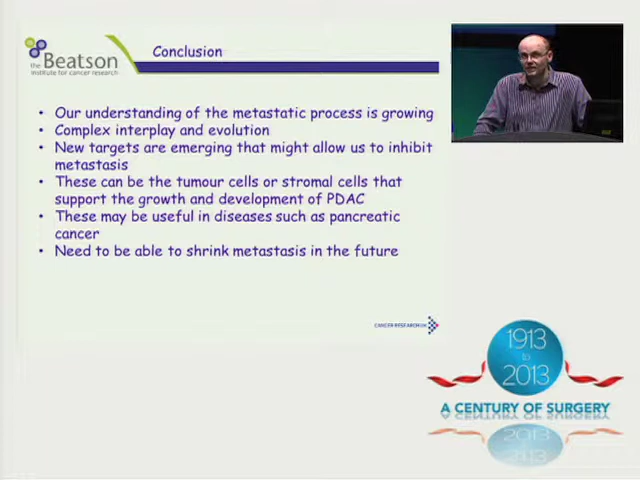 the Beatson
institute for cancer research
Conclusion
• Our understanding of the metastatic process is growing
• Complex interplay and evolution
• New targets are emerging that might allow us to inhibit
metastasis
• These can be the tumour cells or stromal cells that
support the growth and development of PDAC
• These may be useful in diseases such as pancreatic
cancer
• Need to be able to shrink metastasis in the future
CANCER RESEARCH UK
1913
to
2013
A CENTURY OF SURGERY